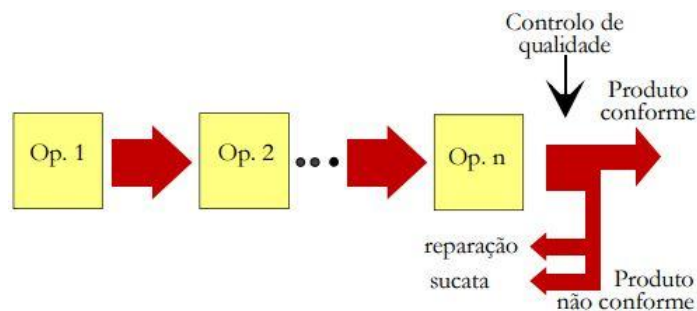 Controlo de
qualidade
Produto
conforme
Op. 1
Op. 2
Op. n
reparação
sucata
Produto
não conforme